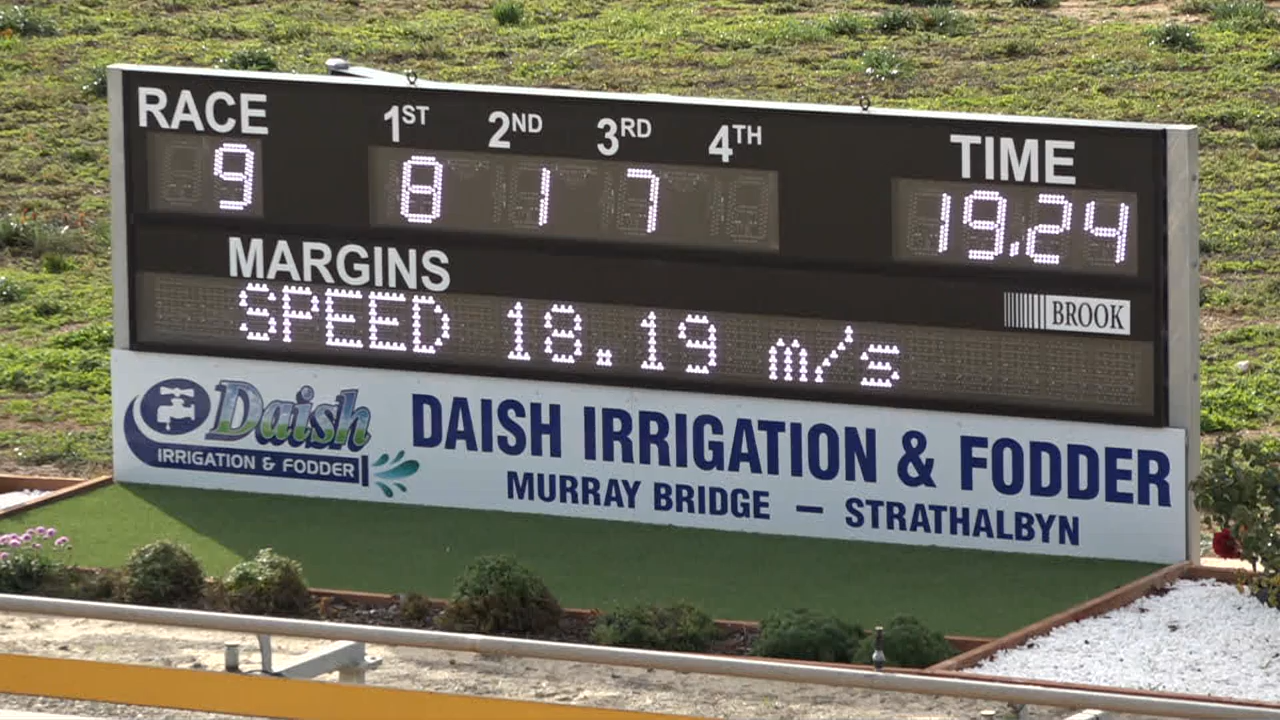 RACE 1ST 2ND 3RD 4TH TIME
9 8 1 7 19.24
MARGINS
SPEED 18.19 m/s
BROOK
Daish
IRRIGATION & FODDER
DAISH IRRIGATION & FODDER
MURRAY BRIDGE – STRATHALBYN